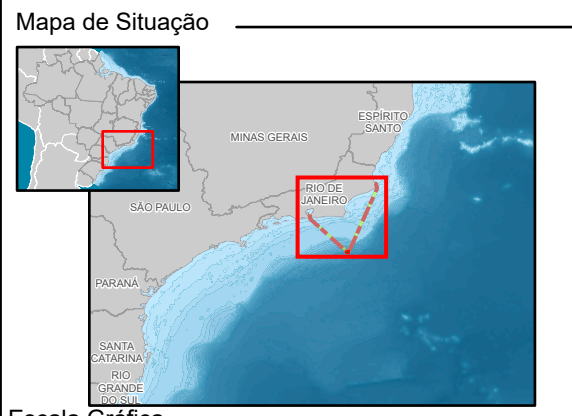 Mapa de Situação
ESPÍRITO
SANTO
MINAS GERAIS
RIO DE
JANEIRO
SÃO PAULO
PARANÁ
SANTA
CATARINA
RIO
GRANDE
DO SUL
Escala Gráfica